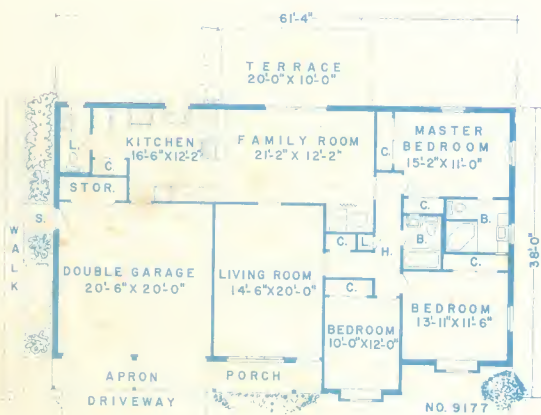 61'-4"
TERRACE
20'-0" X 10'-0"
L.
C.
KITCHEN
16'-6"X12'-2"
FAMILY ROOM
21'-2" X 12'-2"
C.
MASTER
BEDROOM
15'-2"X11'-0"
STOR.
S.
WALK
C.
B.
B.
C.
C.
L.
H.
38'-0"
DOUBLE GARAGE
20'-6" X 20'-0"
LIVING ROOM
14'-6"X20'-0"
C.
BEDROOM
10'-0"X12'-0"
BEDROOM
13'-11"X11'-6"
APRON
PORCH
DRIVEWAY
NO. 9177